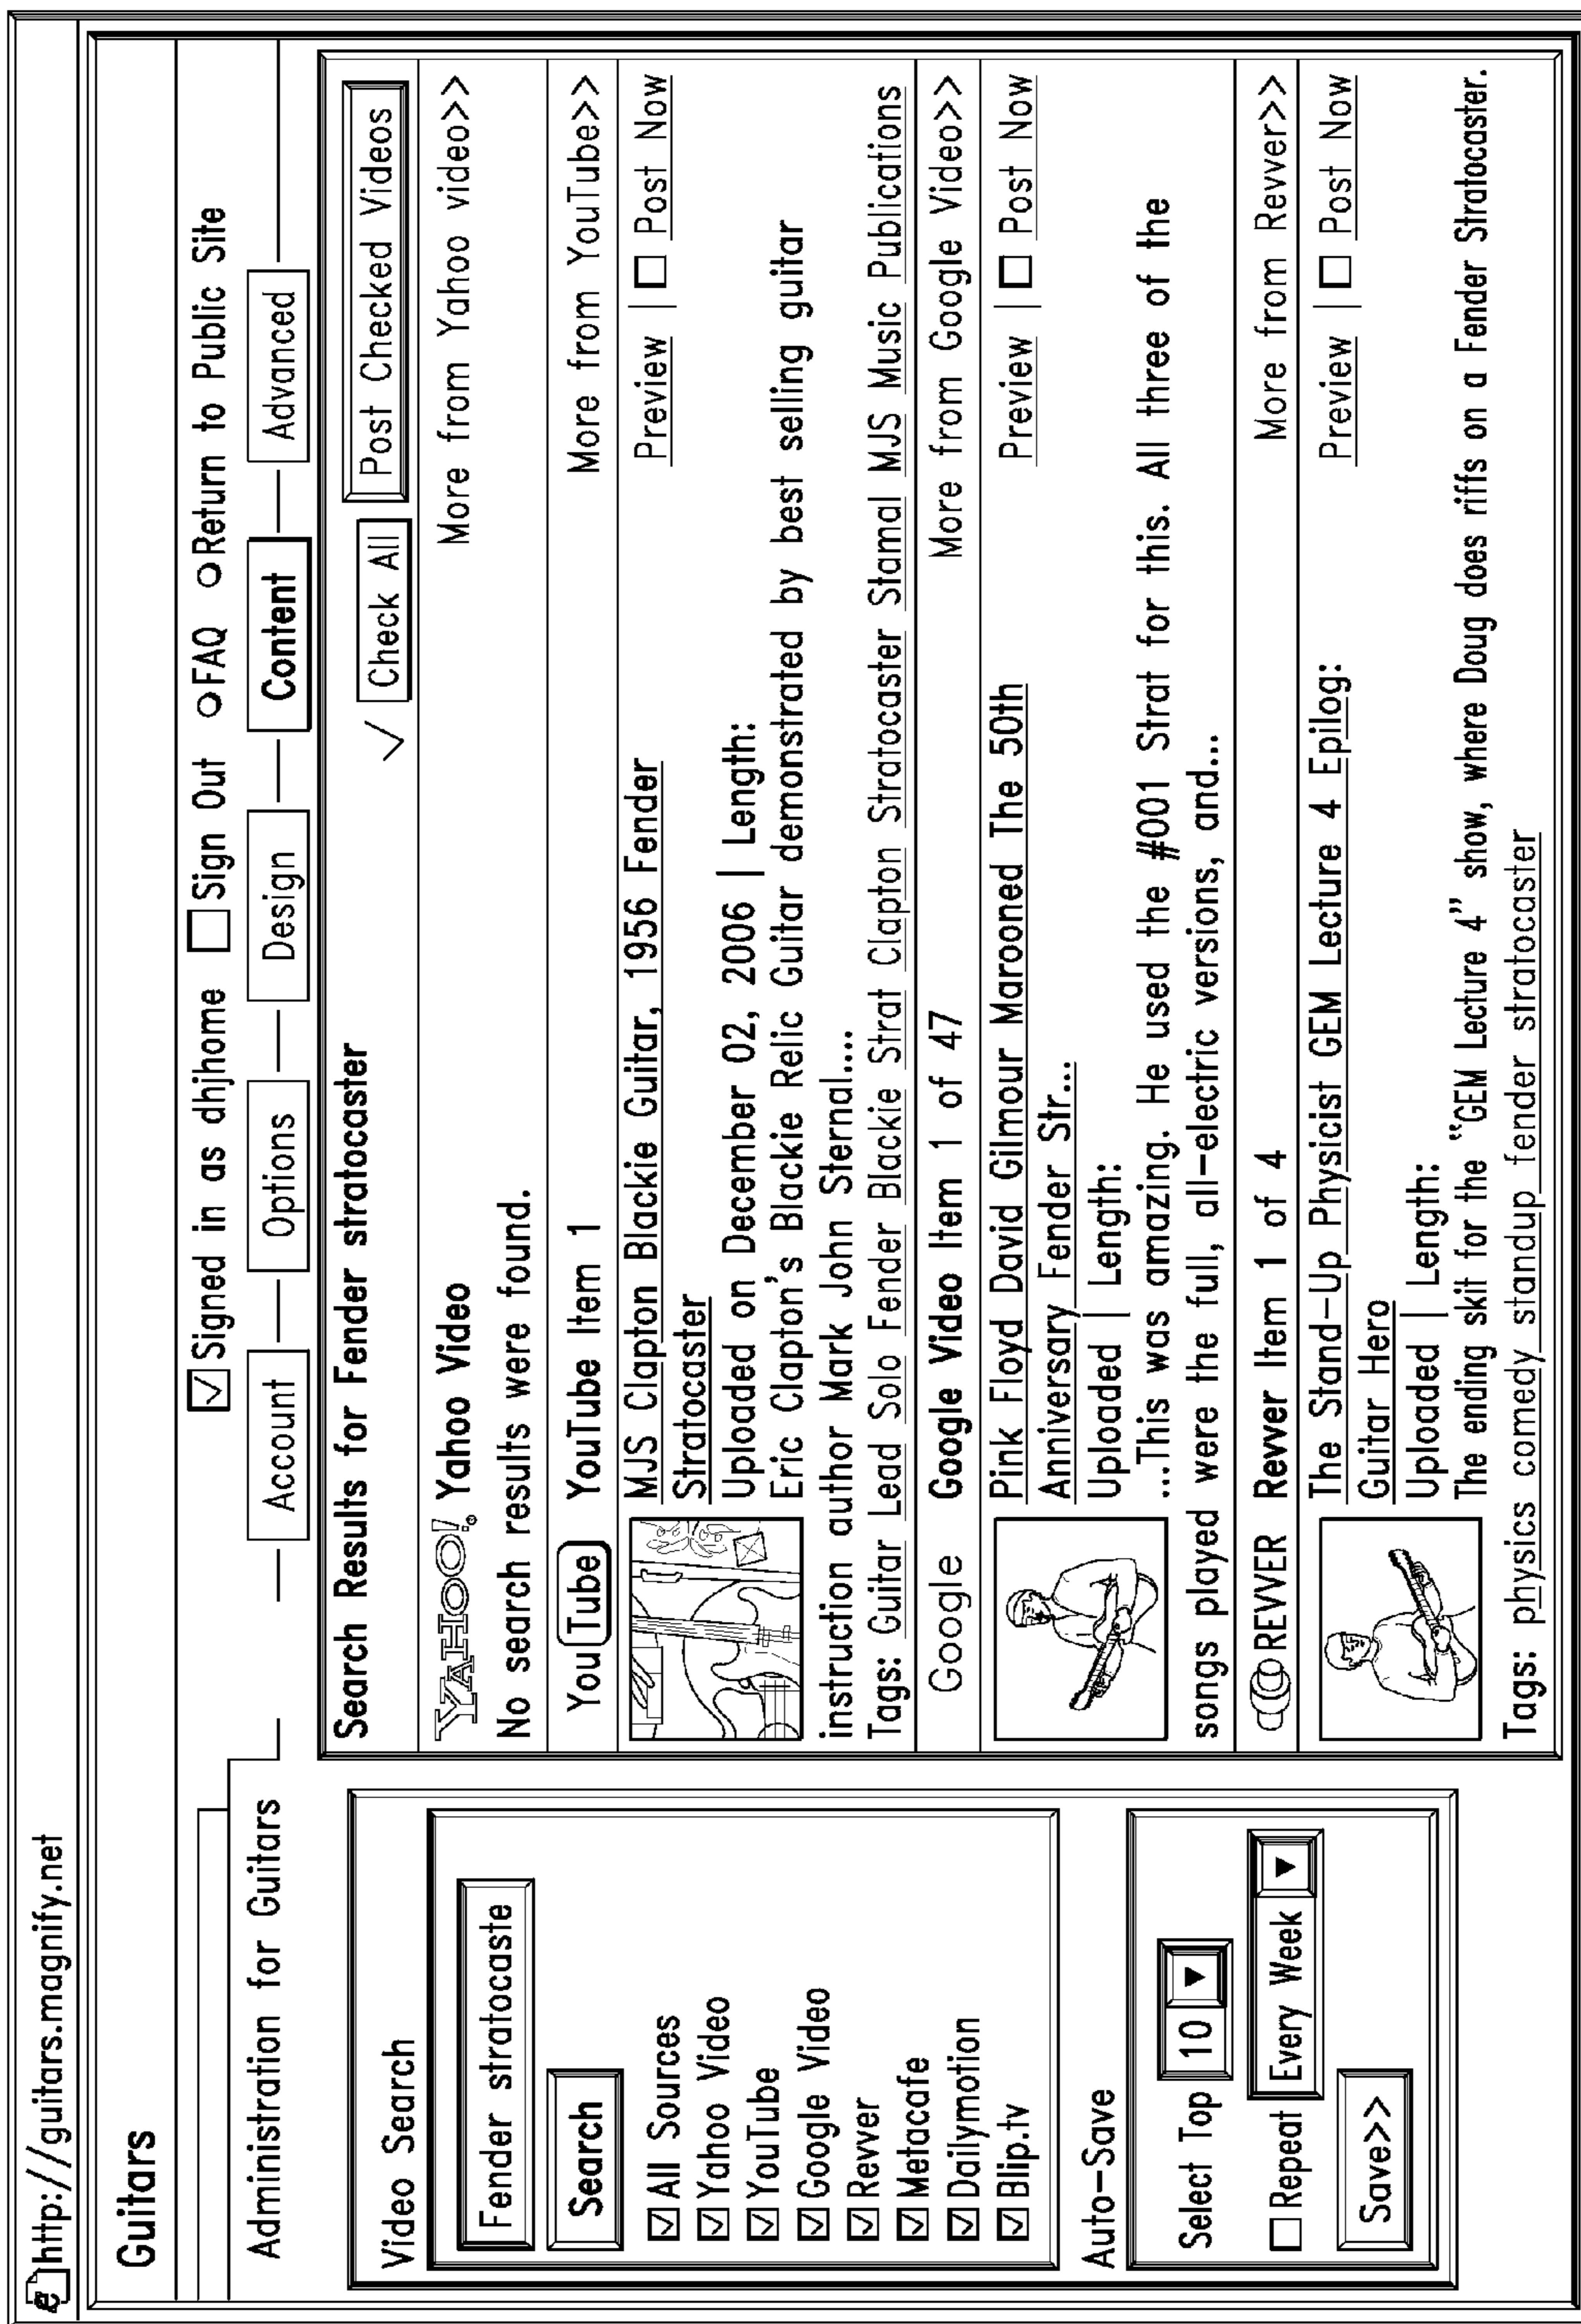 http://guitars.magnify.net
Guitars
Signed in as dhjhome Sign Out FAQ Return to Public Site
Administration for Guitars
Account Options Design Content Advanced
Video Search
Fender stratocaste
Search
All Sources
Yahoo Video
YouTube
Google Video
Revver
Metacafe
Dailymotion
Blip.tv
Auto-Save
Select Top 10
Repeat Every Week
Save>>
Search Results for Fender stratocaster
Check All Post Checked Videos
YAHOO!® Yahoo Video More from Yahoo video>>
No search results were found.
YouTube YouTube Item 1 More from YouTube>>
MJS Clapton Blackie Guitar, 1956 Fender Preview | Post Now
Stratocaster
Uploaded on December 02, 2006 | Length:
Eric Clapton's Blackie Relic Guitar demonstrated by best selling guitar
instruction author Mark John Sternal....
Tags: Guitar Lead Solo Fender Blackie Strat Clapton Stratocaster Stamal MJS Music Publications
Google Google Video Item 1 of 47 More from Google Video>>
Pink Floyd David Gilmour Marooned The 50th Preview | Post Now
Anniversary Fender Str...
Uploaded | Length:
...This was amazing. He used the #001 Strat for this. All three of the
songs played were the full, all-electric versions, and...
REVVER Revver Item 1 of 4 More from Revver>>
The Stand-Up Physicist GEM Lecture 4 Epilog: Preview | Post Now
Guitar Hero
Uploaded | Length:
The ending skit for the "GEM Lecture 4" show, where Doug does riffs on a Fender Stratocaster.
Tags: physics comedy standup fender stratocaster